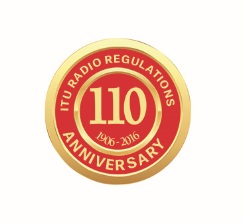 ITU RADIO REGULATIONS
110
1906-2016
ANNIVERSARY